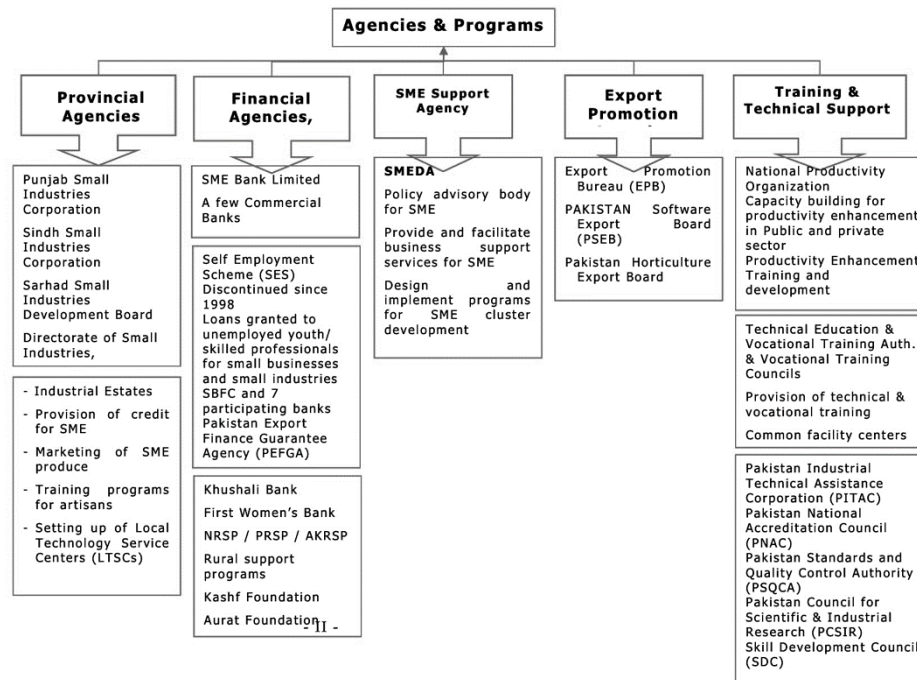 Agencies & Programs
Provincial
Agencies
Punjab Small
Industries
Corporation
Sindh Small
Industries
Corporation
Sarhad Small
Industries
Development Board
Directorate of Small
Industries,
- Industrial Estates
- Provision of credit
for SME
- Marketing of SME
produce
- Training programs
for artisans
- Setting up of Local
Technology Service
Centers (LTSCs)
Financial
Agencies,
SME Bank Limited
A few Commercial
Banks
Self Employment
Scheme (SES)
Discontinued since
1998
Loans granted to
unemployed youth/
skilled professionals
for small businesses
and small industries
SBFC and 7
participating banks
Pakistan Export
Finance Guarantee
Agency (PEFGA)
Khushali Bank
First Women's Bank
NRSP / PRSP / AKRSP
Rural support
programs
Kashf Foundation
Aurat Foundation
- II -
SME Support
Agency
SMEDA
Policy advisory body
for SME
Provide and facilitate
business support
services for SME
Design and
implement programs
for SME cluster
development
Export
Promotion
Export Promotion
Bureau (EPB)
PAKISTAN Software
Export Board
(PSEB)
Pakistan Horticulture
Export Board
Training &
Technical Support
National Productivity
Organization
Capacity building for
productivity enhancement
in Public and private
sector
Productivity Enhancement
Training and
development
Technical Education &
Vocational Training Auth.
& Vocational Training
Councils
Provision of technical &
vocational training
Common facility centers
Pakistan Industrial
Technical Assistance
Corporation (PITAC)
Pakistan National
Accreditation Council
(PNAC)
Pakistan Standards and
Quality Control Authority
(PSQCA)
Pakistan Council for
Scientific & Industrial
Research (PCSIR)
Skill Development Council
(SDC)